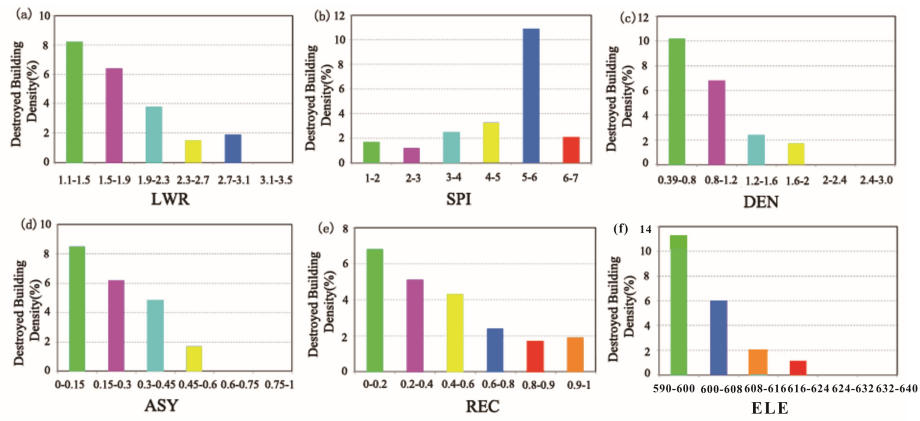 (a)
Destroyed Building
Density(%)
10
8
6
4
2
0
1.1-1.5 1.5-1.9 1.9-2.3 2.3-2.7 2.7-3.1 3.1-3.5
LWR
(b)
Destroyed Building
Density(%)
12
10
8
6
4
2
0
1-2 2-3 3-4 4-5 5-6 6-7
SPI
(c)
Destroyed Building
Density(%)
12
10
8
6
4
2
0
0.39-0.8 0.8-1.2 1.2-1.6 1.6-2 2-2.4 2.4-3.0
DEN
(d)
Destroyed Building
Density(%)
10
8
6
4
2
0
0-0.15 0.15-0.3 0.3-0.45 0.45-0.6 0.6-0.75 0.75-1
ASY
(e)
Destroyed Building
Density(%)
8
6
4
2
0
0-0.2 0.2-0.4 0.4-0.6 0.6-0.8 0.8-0.9 0.9-1
REC
(f)
Destroyed Building
Density(%)
14
10
8
6
4
2
0
590-600 600-608 608-616 616-624 624-632 632-640
ELE